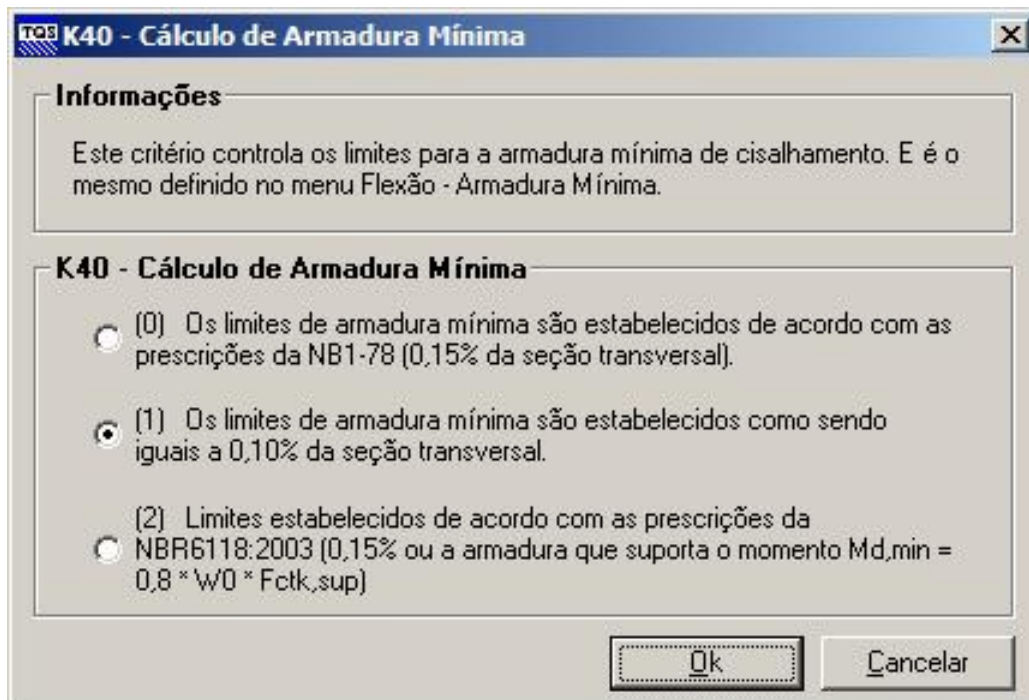 TQS K40 - Cálculo de Armadura Mínima
Informações
Este critério controla os limites para a armadura mínima de cisalhamento. E é o
mesmo definido no menu Flexão - Armadura Mínima.
K40 - Cálculo de Armadura Mínima
(0) Os limites de armadura mínima são estabelecidos de acordo com as
prescrições da NB1-78 (0,15% da seção transversal).
(1) Os limites de armadura mínima são estabelecidos como sendo
iguais a 0,10% da seção transversal.
(2) Limites estabelecidos de acordo com as prescrições da
NBR6118:2003 (0,15% ou a armadura que suporta o momento Md,min =
0,8 * W0 * Fctk,sup)
Ok Cancelar